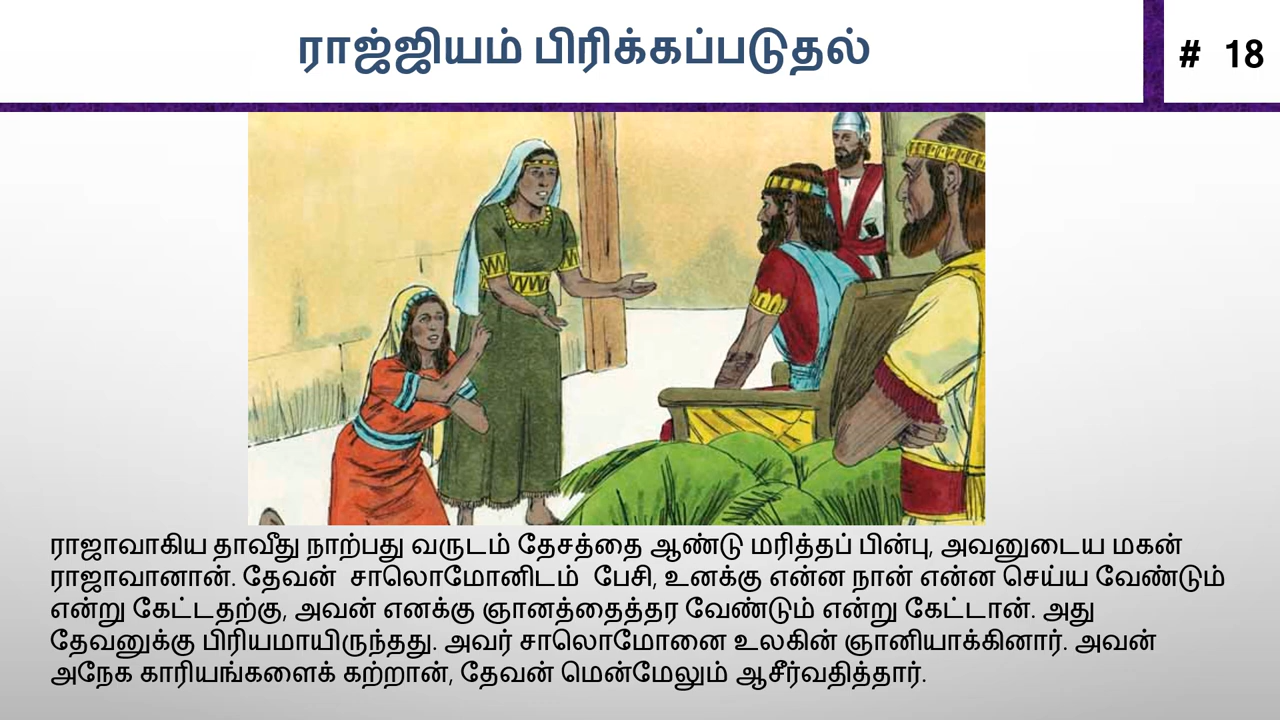 ராஜ்ஜியம் பிரிக்கப்படுதல்
# 18
ராஜாவாகிய தாவீது நாற்பது வருடம் தேசத்தை ஆண்டு மரித்தப் பின்பு, அவனுடைய மகன்
ராஜாவானான். தேவன் சாலொமோனிடம் பேசி, உனக்கு என்ன நான் என்ன செய்ய வேண்டும்
என்று கேட்டதற்கு, அவன் எனக்கு ஞானத்தைத்தர வேண்டும் என்று கேட்டான். அது
தேவனுக்கு பிரியமாயிருந்தது. அவர் சாலொமோனை உலகின் ஞானியாக்கினார். அவன்
அநேக காரியங்களைக் கற்றான், தேவன் மென்மேலும் ஆசீர்வதித்தார்.